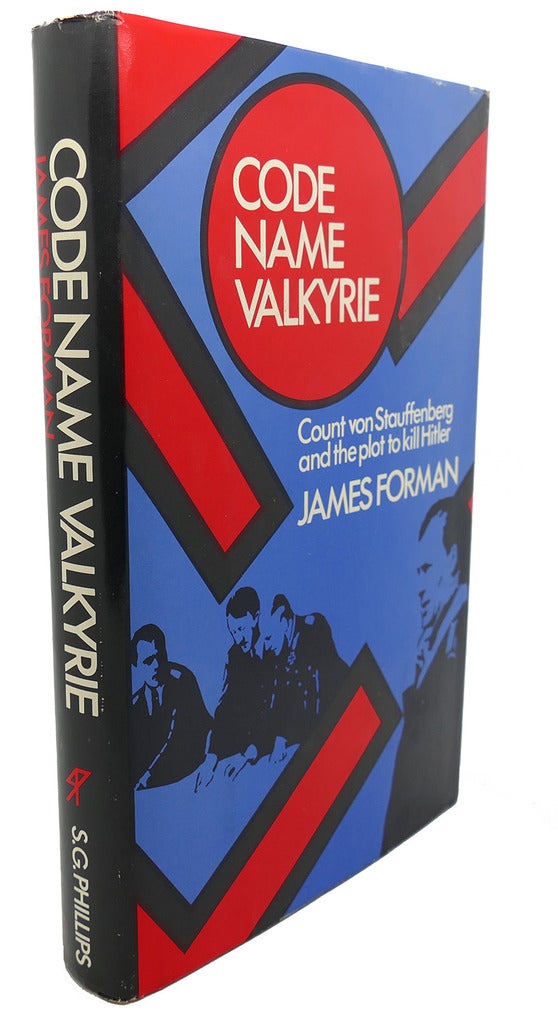 CODE
NAME
VALKYRIE
Count von Stauffenberg
and the plot to kill Hitler
JAMES FORMAN
CODE NAME VALKYRIE
JAMES FORMAN
S.G. PHILLIPS